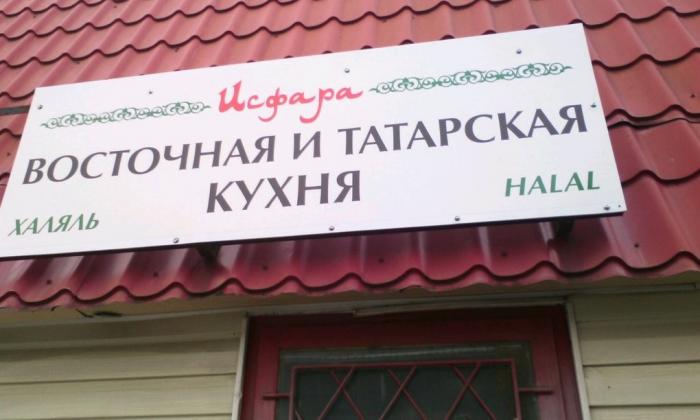 Исфара
ВОСТОЧНАЯ И ТАТАРСКАЯ
КУХНЯ
ХАЛЯЛЬ HALAL